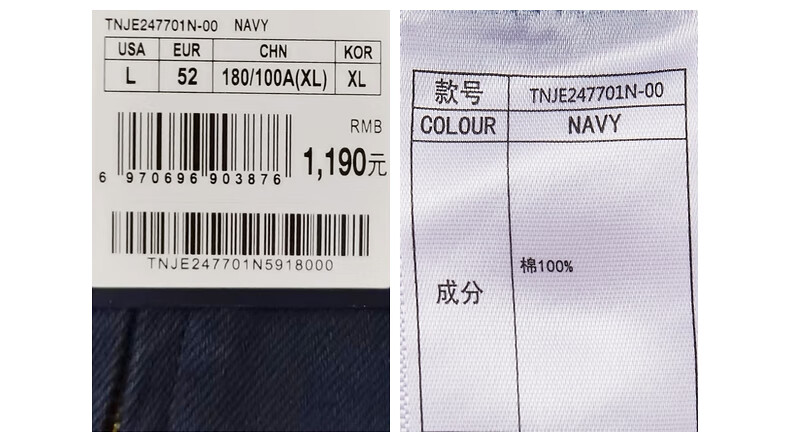 TNJE247701N-00 NAVY
USA EUR CHN KOR
L 52 180/100A(XL) XL
RMB
1,190元
6 970696 903876
TNJE247701N5918000
款号 TNJE247701N-00
COLOUR NAVY
成分 棉100%